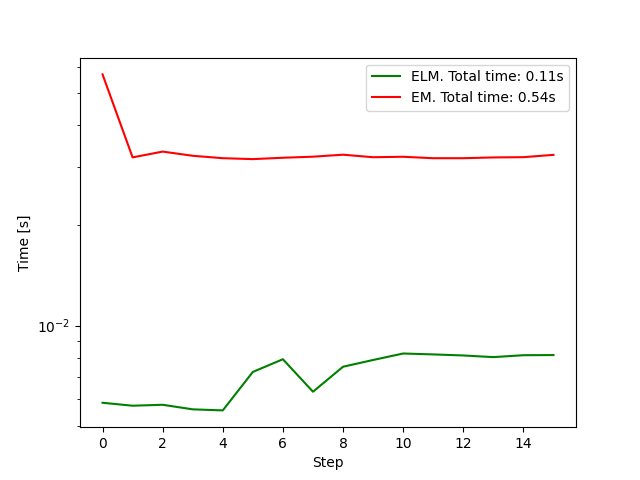 ELM. Total time: 0.11s
EM. Total time: 0.54s
Time [s]
10⁻²
0 2 4 6 8 10 12 14
Step